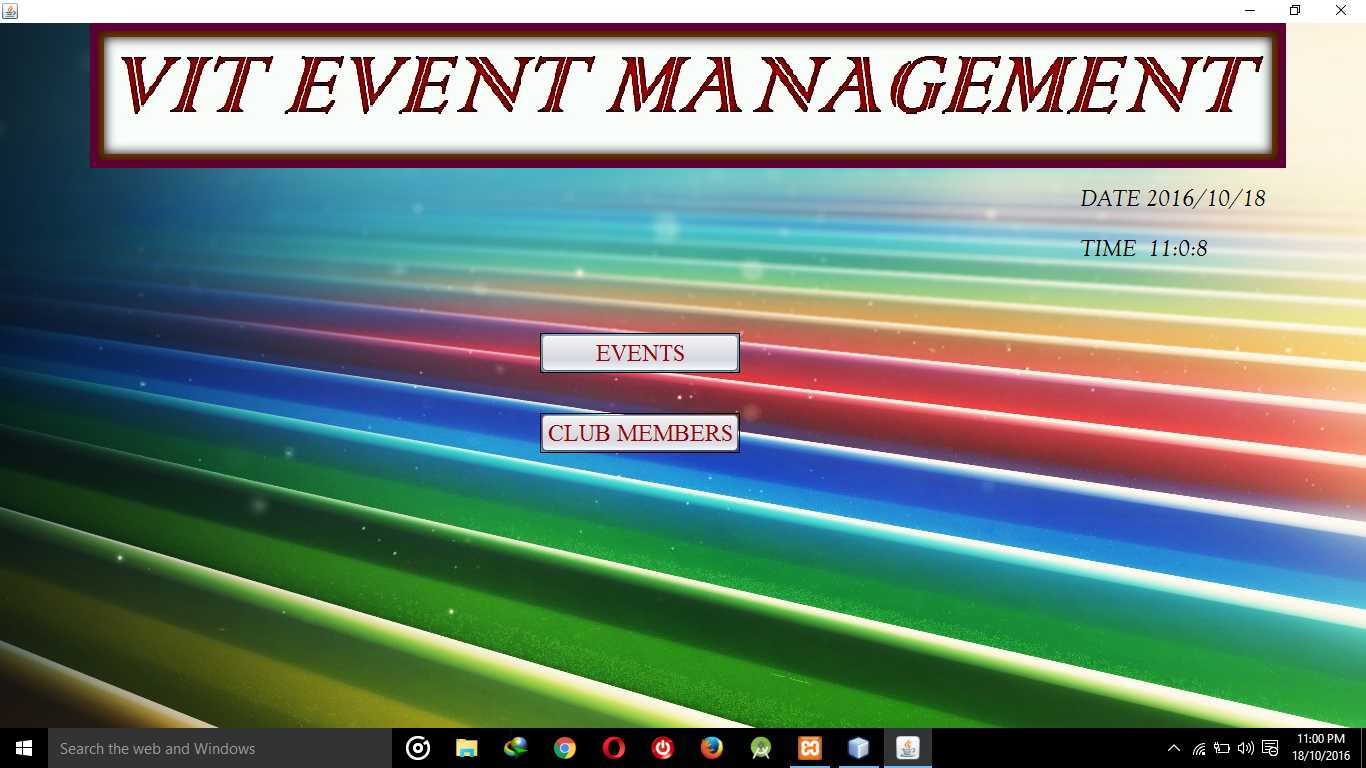 VIT EVENT MANAGEMENT
DATE 2016/10/18
TIME 11:0:8
EVENTS
CLUB MEMBERS
Search the web and Windows
11:00 PM
18/10/2016